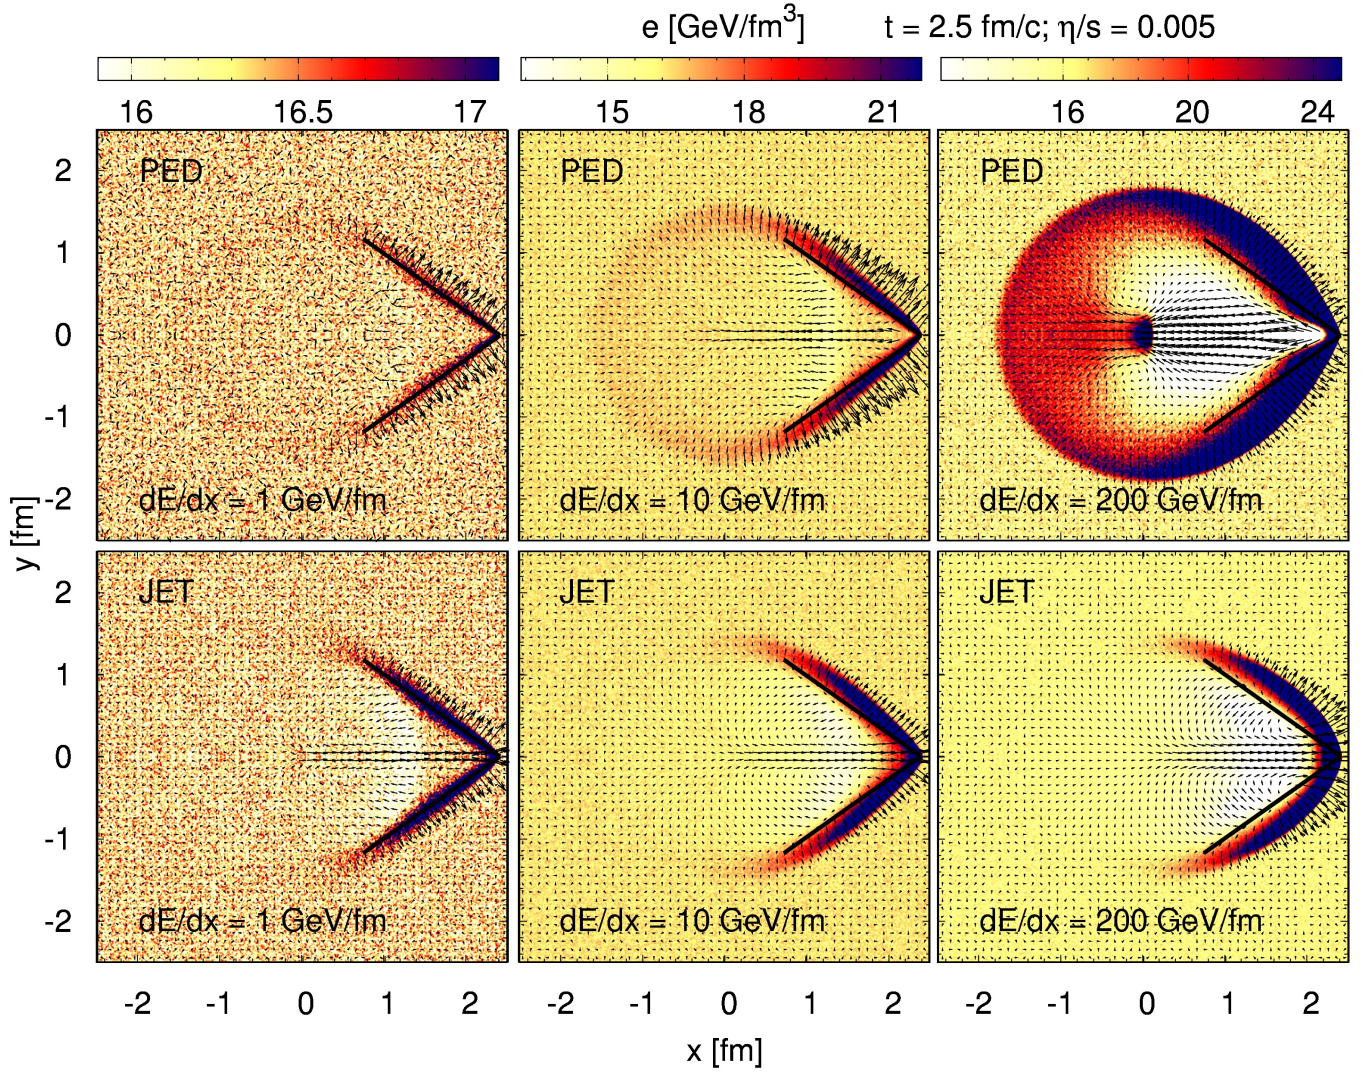 e [GeV/fm³] t = 2.5 fm/c; η/s = 0.005
16 16.5 17 15 18 21 16 20 24
PED PED PED
2
1
0
-1
-2
dE/dx = 1 GeV/fm dE/dx = 10 GeV/fm dE/dx = 200 GeV/fm
y [fm]
JET JET JET
2
1
0
-1
-2
dE/dx = 1 GeV/fm dE/dx = 10 GeV/fm dE/dx = 200 GeV/fm
-2 -1 0 1 2 -2 -1 0 1 2 -2 -1 0 1 2
x [fm]